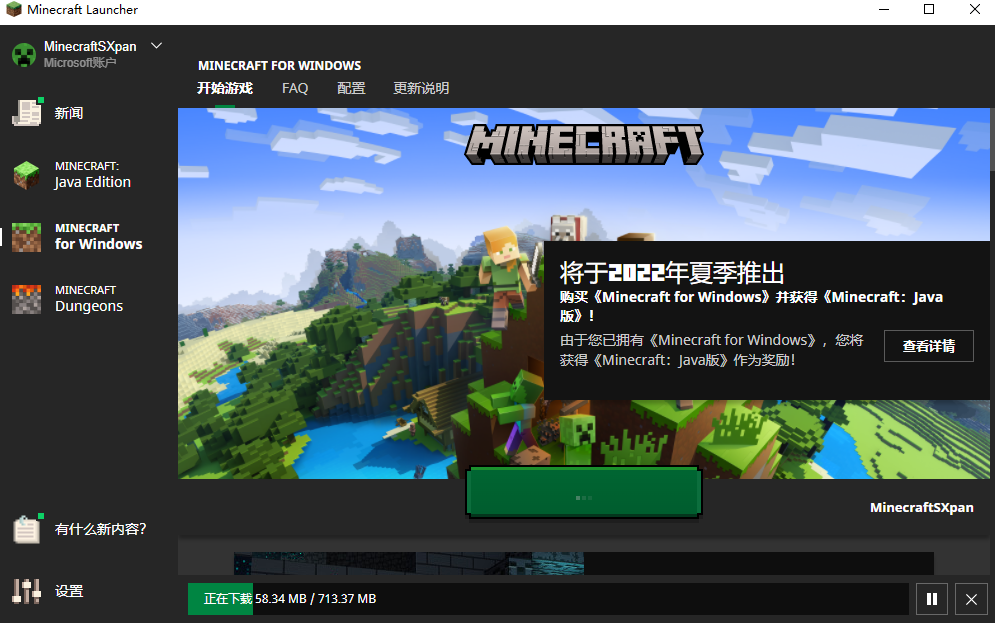 Minecraft Launcher
MinecraftSXpan
Microsoft账户
新闻
MINECRAFT:
Java Edition
MINECRAFT
for Windows
MINECRAFT
Dungeons
有什么新内容?
设置
MINECRAFT FOR WINDOWS
开始游戏 FAQ 配置 更新说明
MINECRAFT
将于2022年夏季推出
购买《Minecraft for Windows》并获得《Minecraft：Java
版》！
由于您已拥有《Minecraft for Windows》，您将
获得《Minecraft：Java版》作为奖励！
查看详情
MinecraftSXpan
正在下载 58.34 MB / 713.37 MB